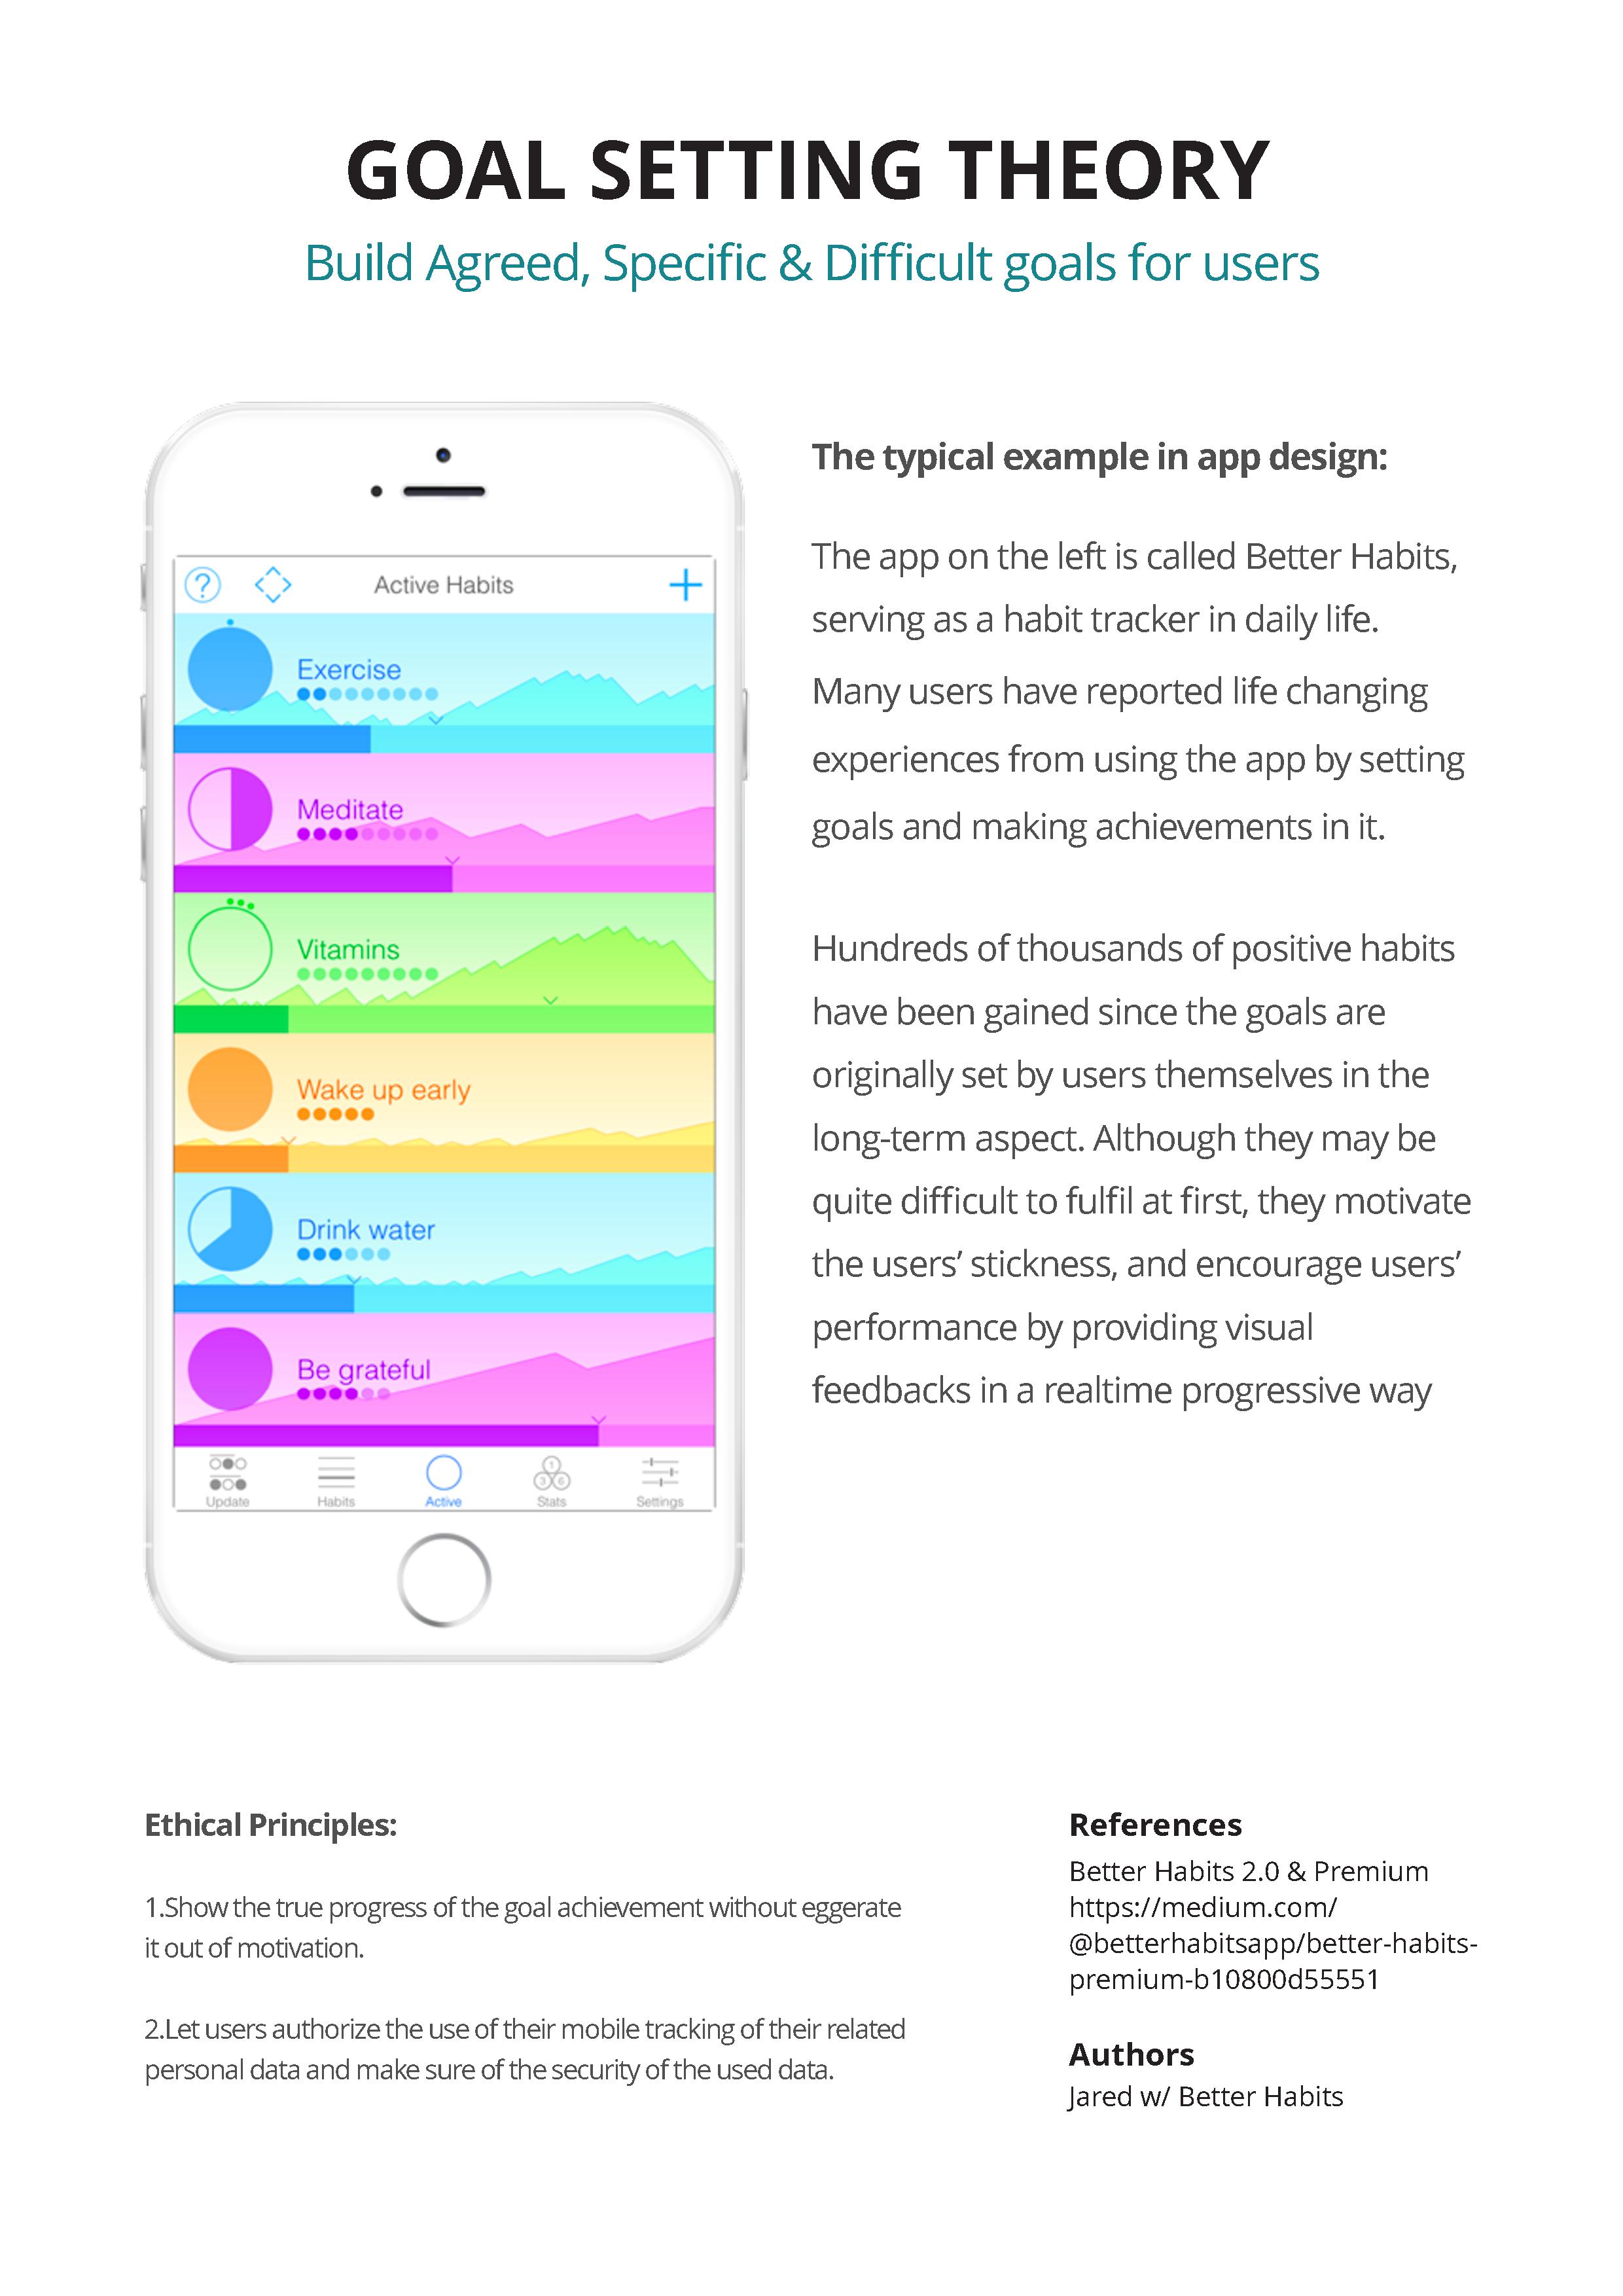 GOAL SETTING THEORY
Build Agreed, Specific & Difficult goals for users
?
Active Habits
Exercise
Meditate
Vitamins
Wake up early
Drink water
Be grateful
1
3 6
Update Habits Active Stats Settings
The typical example in app design:
The app on the left is called Better Habits,
serving as a habit tracker in daily life.
Many users have reported life changing
experiences from using the app by setting
goals and making achievements in it.
Hundreds of thousands of positive habits
have been gained since the goals are
originally set by users themselves in the
long-term aspect. Although they may be
quite difficult to fulfil at first, they motivate
the users’ stickness, and encourage users’
performance by providing visual
feedbacks in a realtime progressive way
Ethical Principles:
1.Show the true progress of the goal achievement without eggerate
it out of motivation.
2.Let users authorize the use of their mobile tracking of their related
personal data and make sure of the security of the used data.
References
Better Habits 2.0 & Premium
https://medium.com/
@betterhabitsapp/better-habits-
premium-b10800d55551
Authors
Jared w/ Better Habits